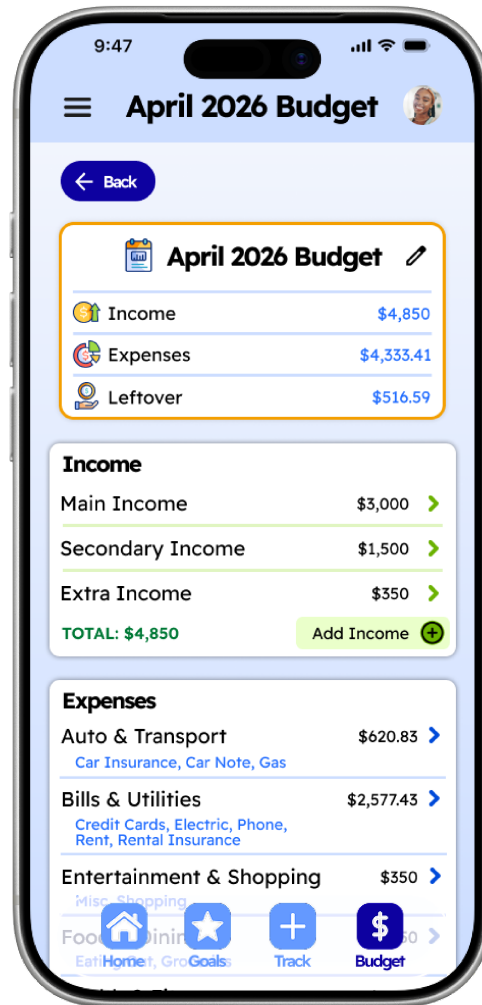 9:47
April 2026 Budget
Back
April 2026 Budget
Income $4,850
Expenses $4,333.41
Leftover $516.59
Income
Main Income $3,000
Secondary Income $1,500
Extra Income $350
TOTAL: $4,850 Add Income
Expenses
Auto & Transport $620.83
Car Insurance, Car Note, Gas
Bills & Utilities $2,577.43
Credit Cards, Electric, Phone,
Rent, Rental Insurance
Entertainment & Shopping $350
Misc, Shopping
Home Goals Track Budget